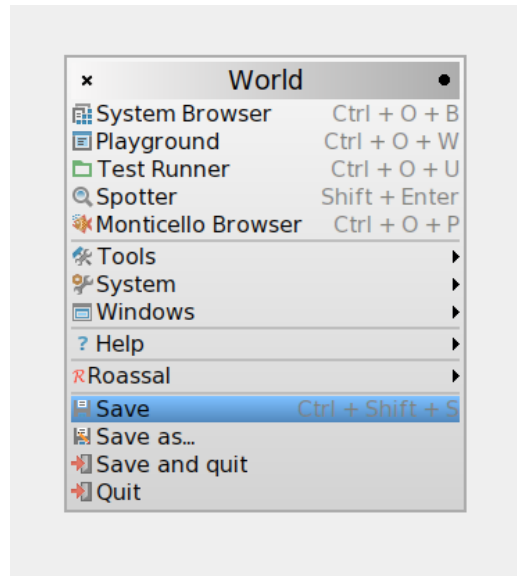 × World
System Browser Ctrl + O + B
Playground Ctrl + O + W
Test Runner Ctrl + O + U
Spotter Shift + Enter
Monticello Browser Ctrl + O + P
Tools
System
Windows
? Help
R Roassal
Save Ctrl + Shift + S
Save as...
Save and quit
Quit